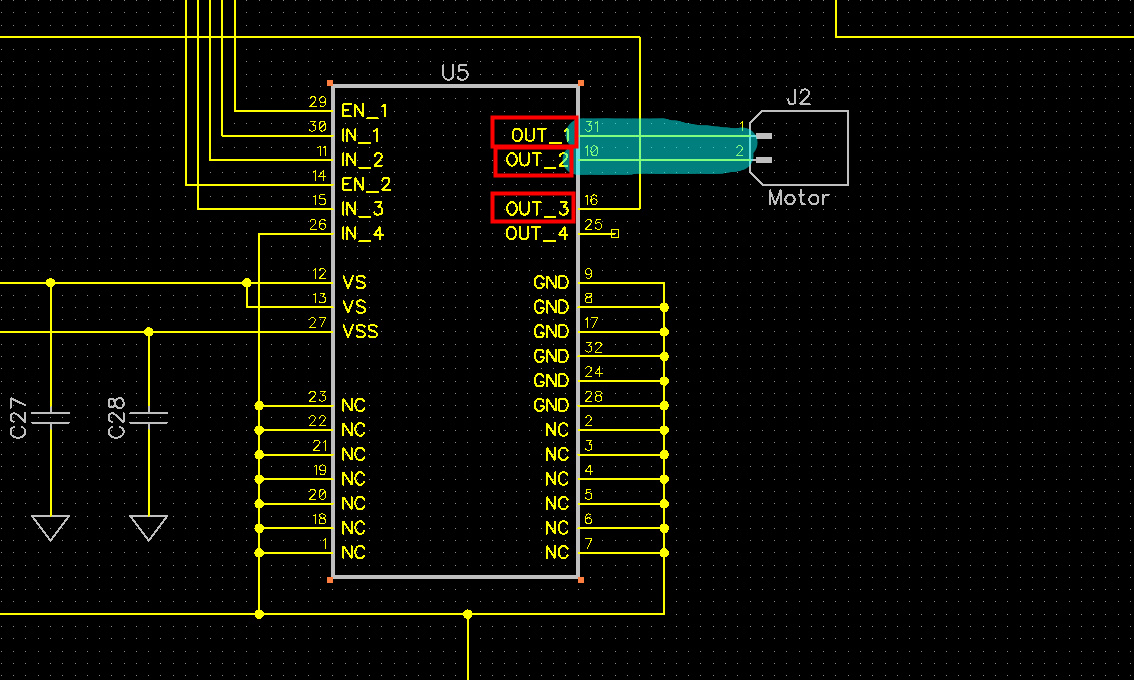 U5
J2
29 EN_1
30 IN_1 OUT_1 31 1
11 IN_2 OUT_2 10 2
14 EN_2
15 IN_3 OUT_3 16 Motor
26 IN_4 OUT_4 25
12 VS GND 9
13 VS GND 8
27 VSS GND 17
GND 32
GND 24
23 NC GND 28
C27 C28
22 NC NC 2
21 NC NC 3
19 NC NC 4
20 NC NC 5
18 NC NC 6
1 NC NC 7